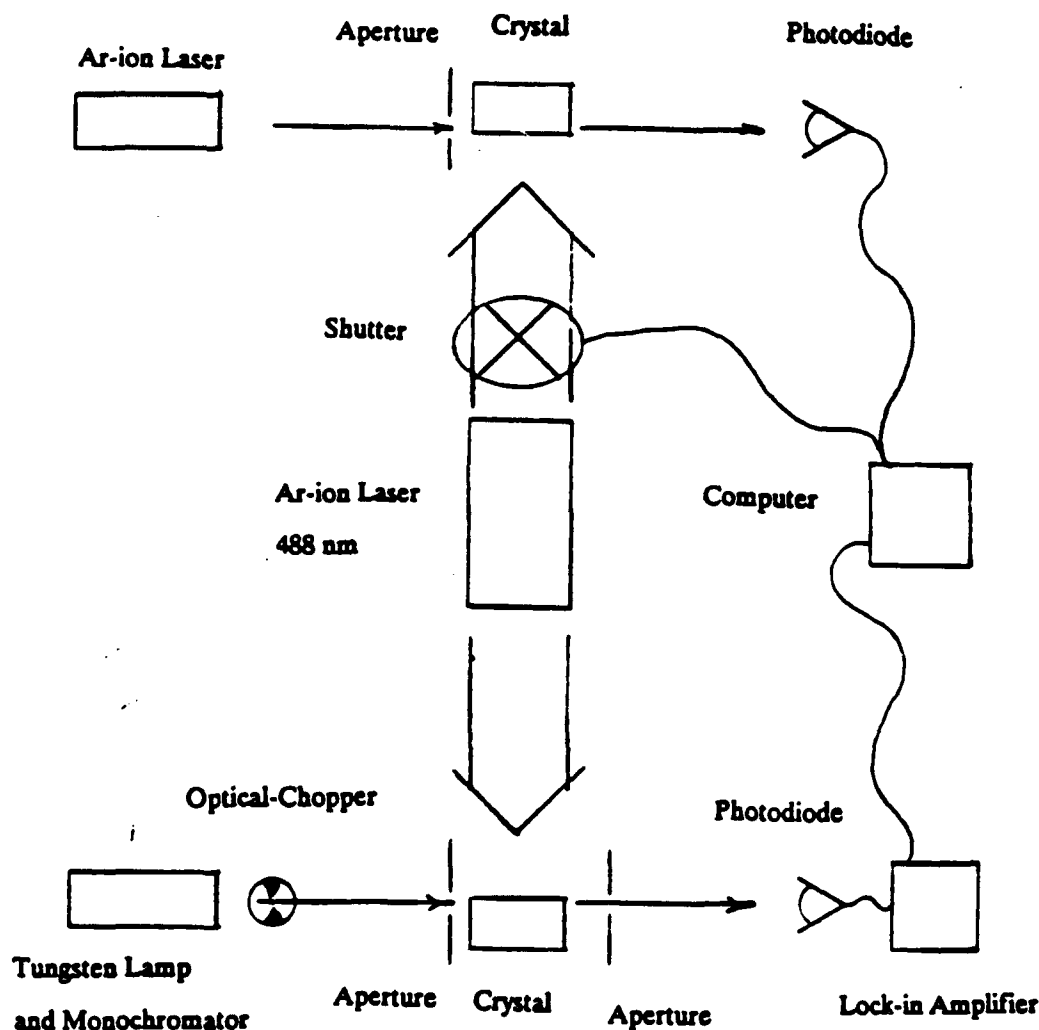 Aperture
Crystal
Photodiode
Ar-ion Laser
Shutter
Ar-ion Laser
488 nm
Computer
Optical-Chopper
Photodiode
Tungsten Lamp
and Monochromator
Aperture
Crystal
Aperture
Lock-in Amplifier